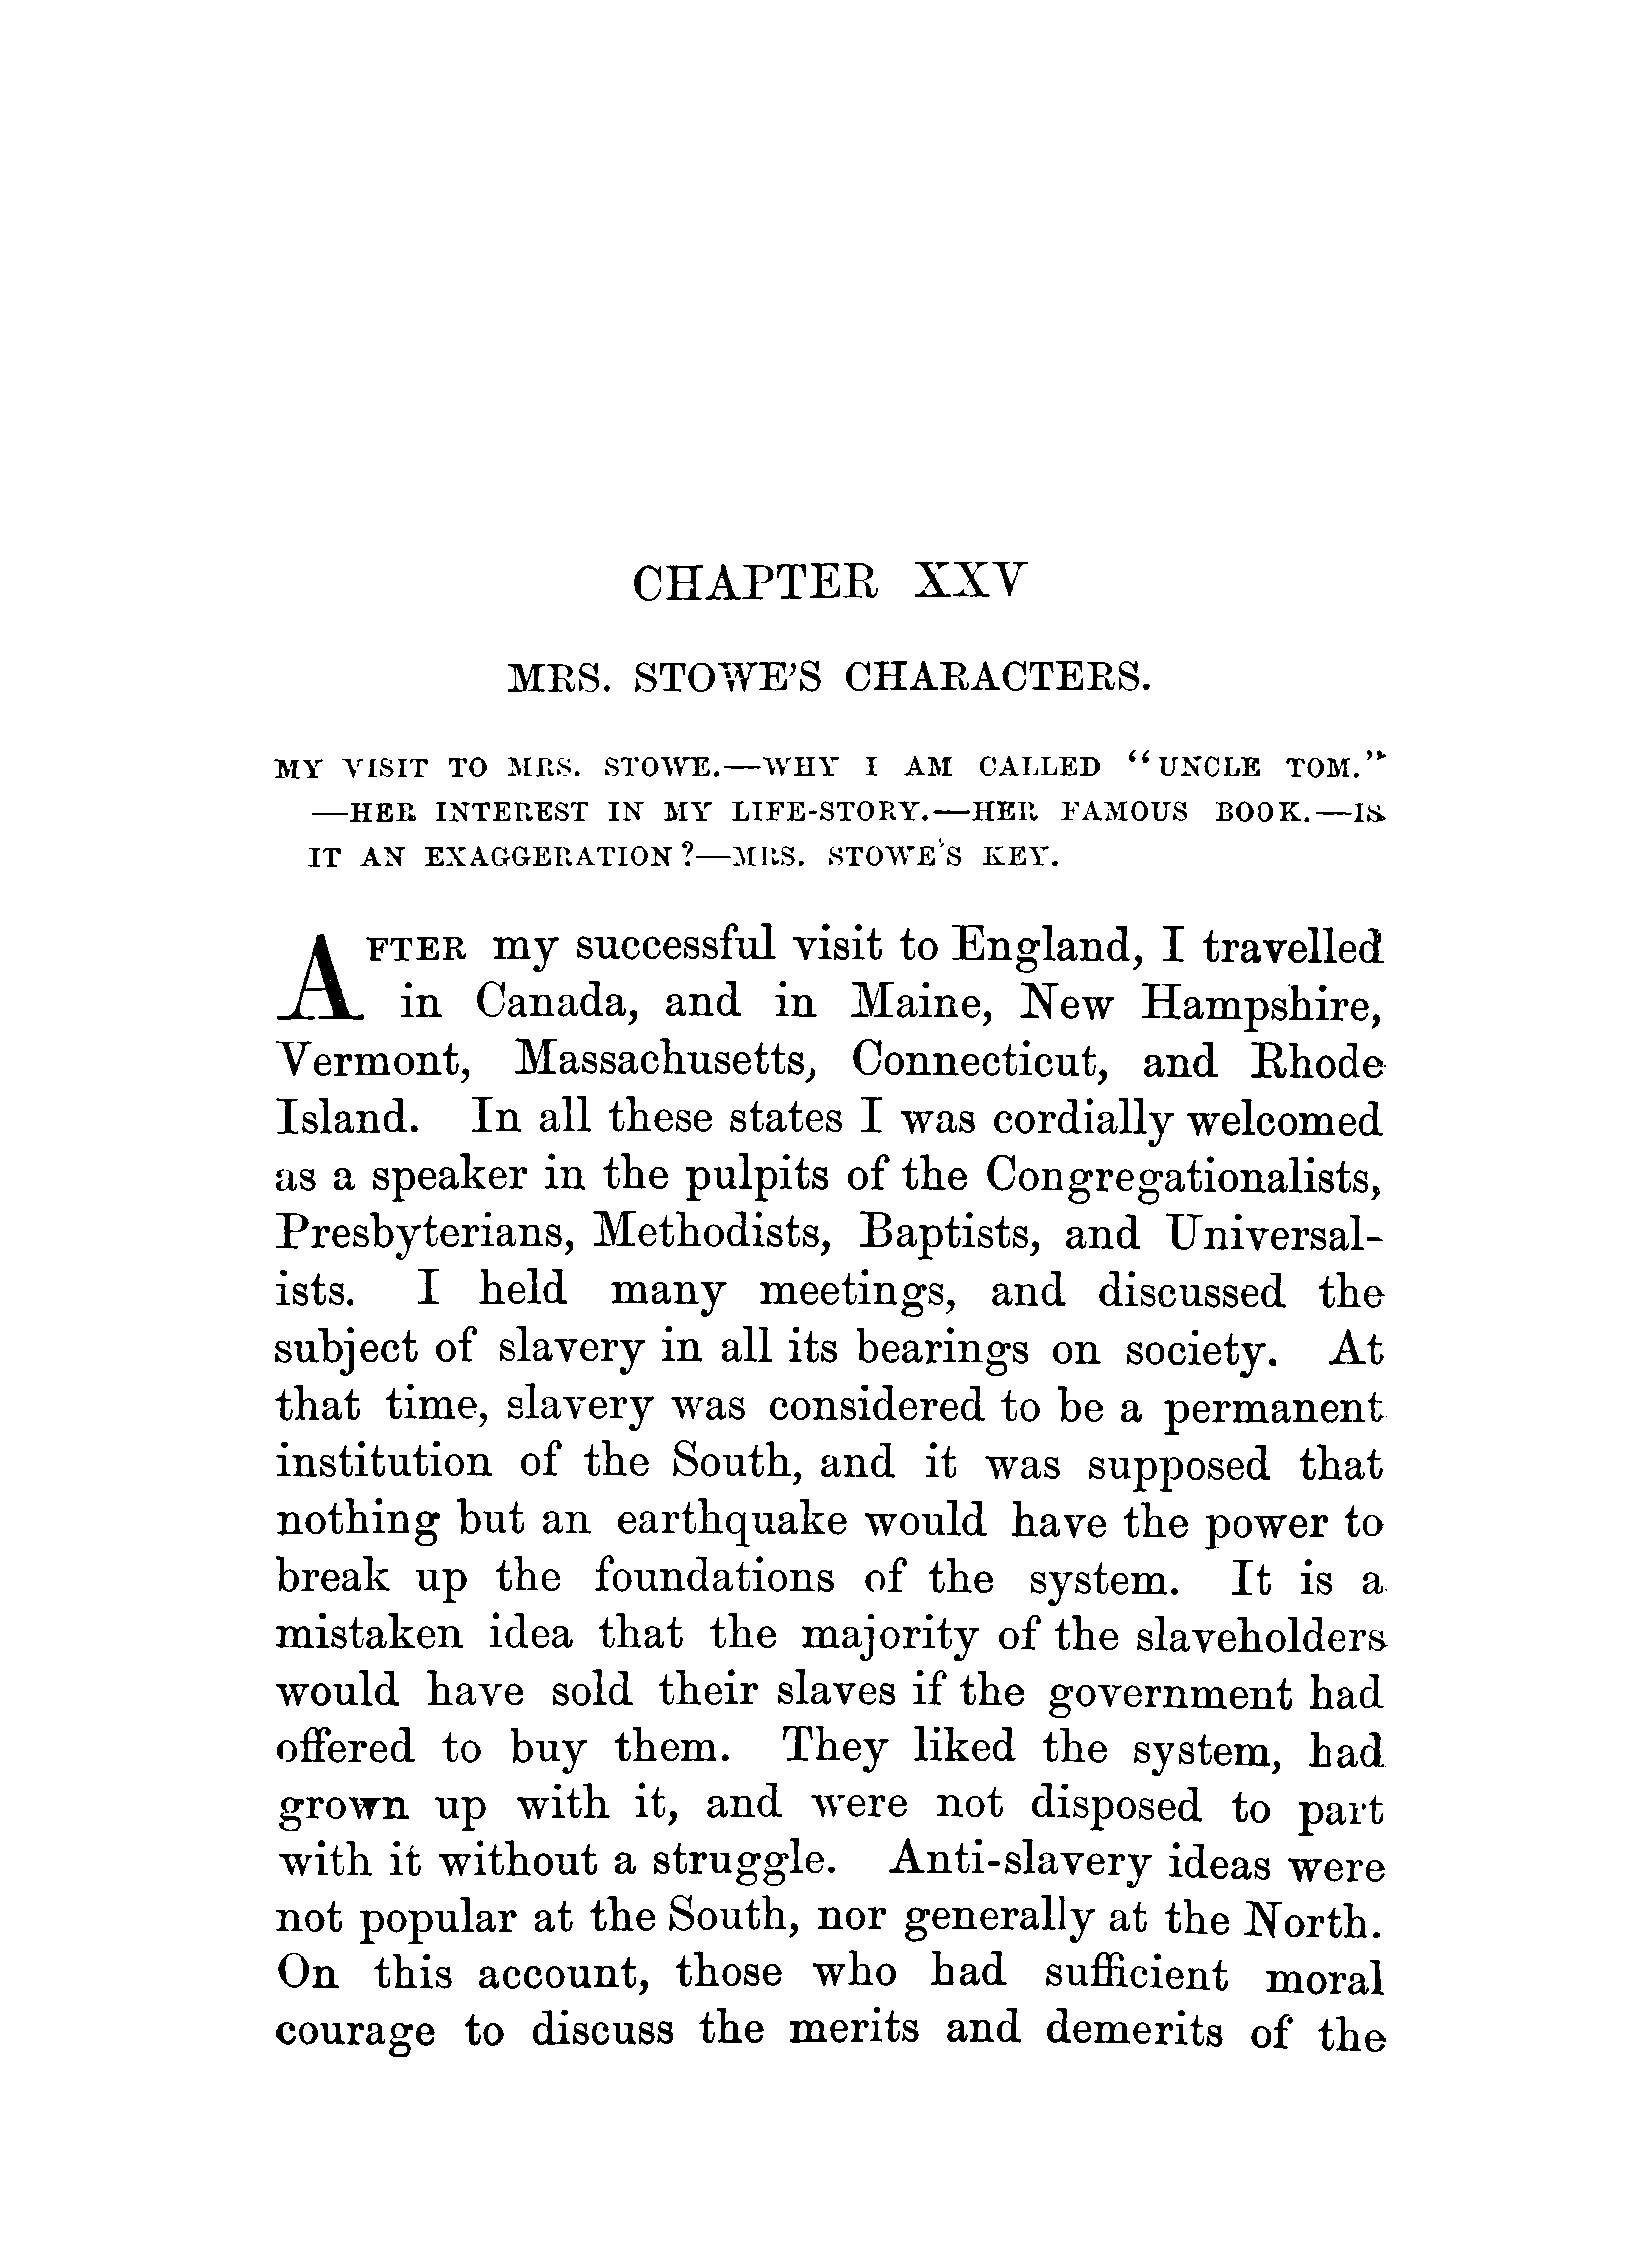 CHAPTER XXV
MRS. STOWE'S CHARACTERS.
MY VISIT TO MRS. STOWE.—WHY I AM CALLED "UNCLE TOM."
—HER INTEREST IN MY LIFE-STORY.—HER FAMOUS BOOK.—IS
IT AN EXAGGERATION?—MRS. STOWE'S KEY.
AFTER my successful visit to England, I travelled
in Canada, and in Maine, New Hampshire,
Vermont, Massachusetts, Connecticut, and Rhode
Island. In all these states I was cordially welcomed
as a speaker in the pulpits of the Congregationalists,
Presbyterians, Methodists, Baptists, and Universal-
ists. I held many meetings, and discussed the
subject of slavery in all its bearings on society. At
that time, slavery was considered to be a permanent
institution of the South, and it was supposed that
nothing but an earthquake would have the power to
break up the foundations of the system. It is a
mistaken idea that the majority of the slaveholders
would have sold their slaves if the government had
offered to buy them. They liked the system, had
grown up with it, and were not disposed to part
with it without a struggle. Anti-slavery ideas were
not popular at the South, nor generally at the North.
On this account, those who had sufficient moral
courage to discuss the merits and demerits of the